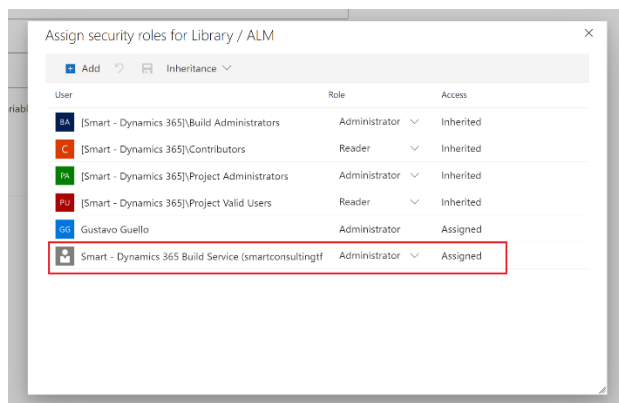 Assign security roles for Library / ALM
Add Inheritance
User Role Access
riabl
BA [Smart - Dynamics 365]\Build Administrators Administrator Inherited
C [Smart - Dynamics 365]\Contributors Reader Inherited
PA [Smart - Dynamics 365]\Project Administrators Administrator Inherited
PU [Smart - Dynamics 365]\Project Valid Users Reader Inherited
GG Gustavo Guello Administrator Assigned
Smart - Dynamics 365 Build Service (smartconsultingtf Administrator Assigned